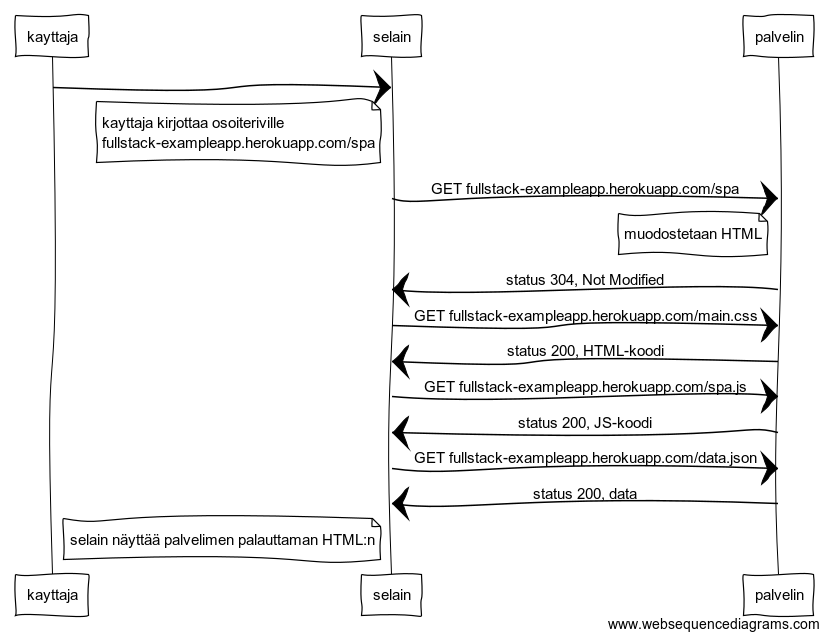 kayttaja selain palvelin
kayttaja kirjottaa osoiteriville
fullstack-exampleapp.herokuapp.com/spa
GET fullstack-exampleapp.herokuapp.com/spa
muodostetaan HTML
status 304, Not Modified
GET fullstack-exampleapp.herokuapp.com/main.css
status 200, HTML-koodi
GET fullstack-exampleapp.herokuapp.com/spa.js
status 200, JS-koodi
GET fullstack-exampleapp.herokuapp.com/data.json
status 200, data
selain näyttää palvelimen palauttaman HTML:n
kayttaja selain palvelin
www.websequencediagrams.com